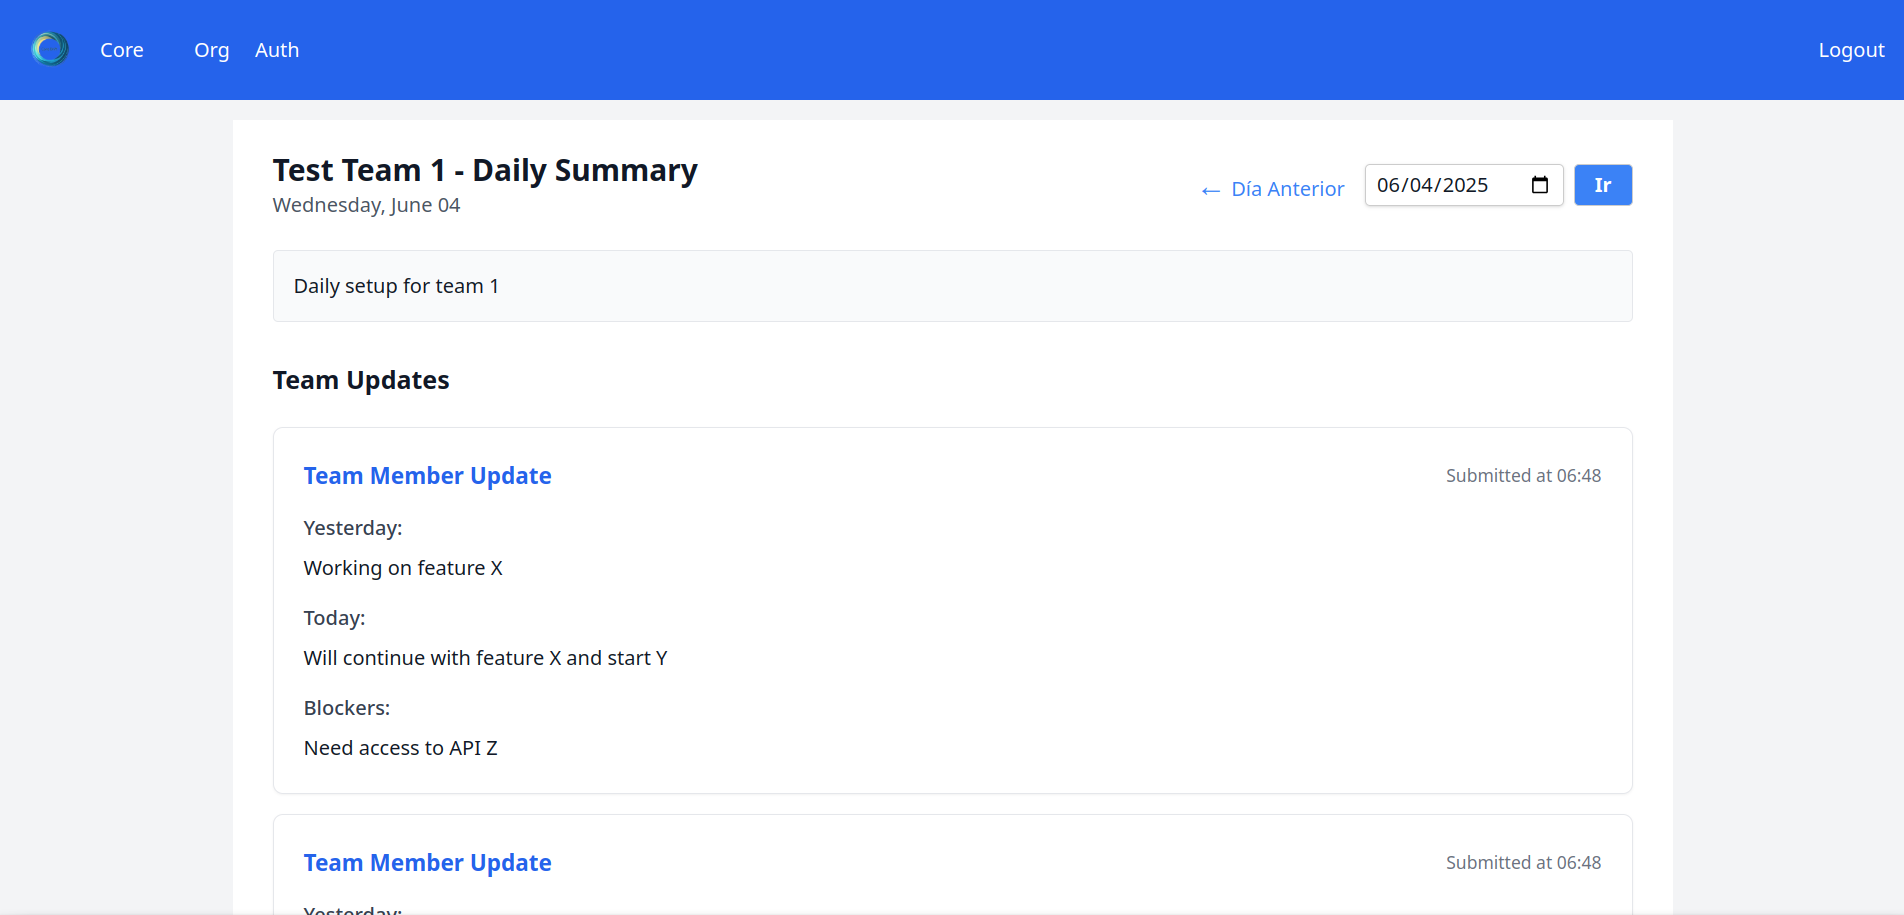 Core Org Auth Logout
Test Team 1 - Daily Summary
Wednesday, June 04
← Día Anterior 06/04/2025 Ir
Daily setup for team 1
Team Updates
Team Member Update Submitted at 06:48
Yesterday:
Working on feature X
Today:
Will continue with feature X and start Y
Blockers:
Need access to API Z
Team Member Update Submitted at 06:48
Yesterday: